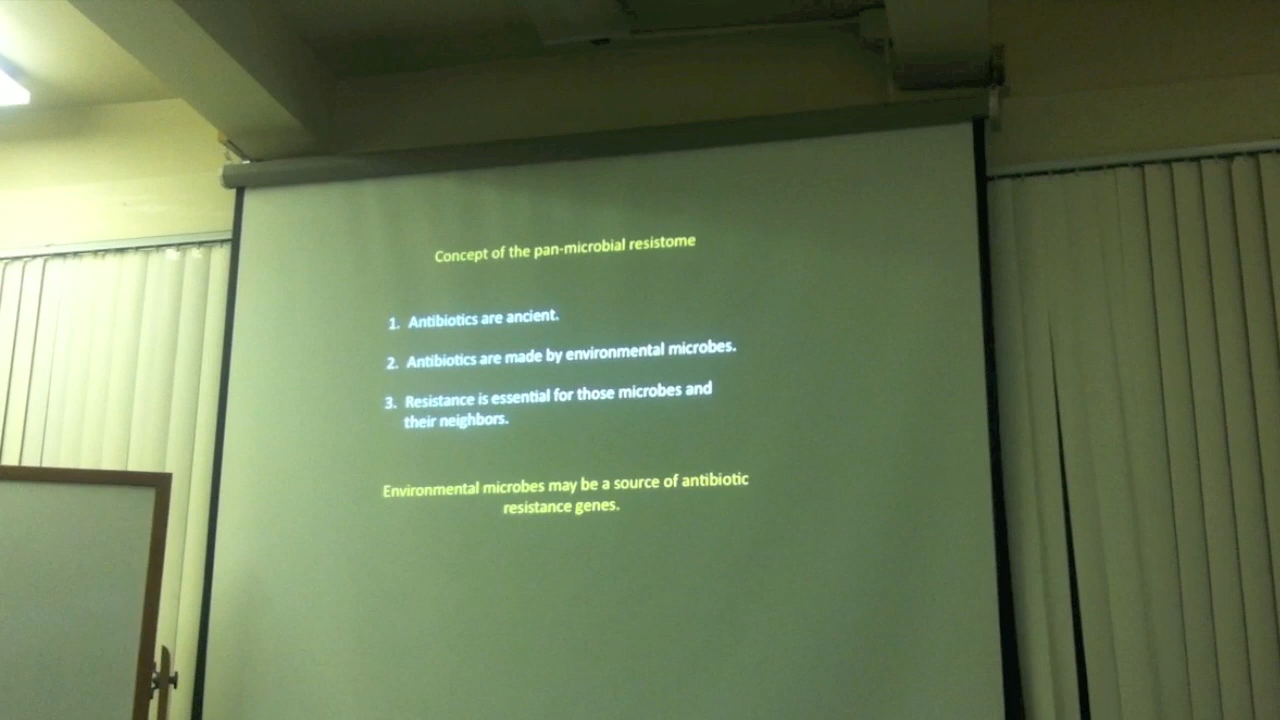 Concept of the pan-microbial resistome
1. Antibiotics are ancient.
2. Antibiotics are made by environmental microbes.
3. Resistance is essential for those microbes and
their neighbors.
Environmental microbes may be a source of antibiotic
resistance genes.